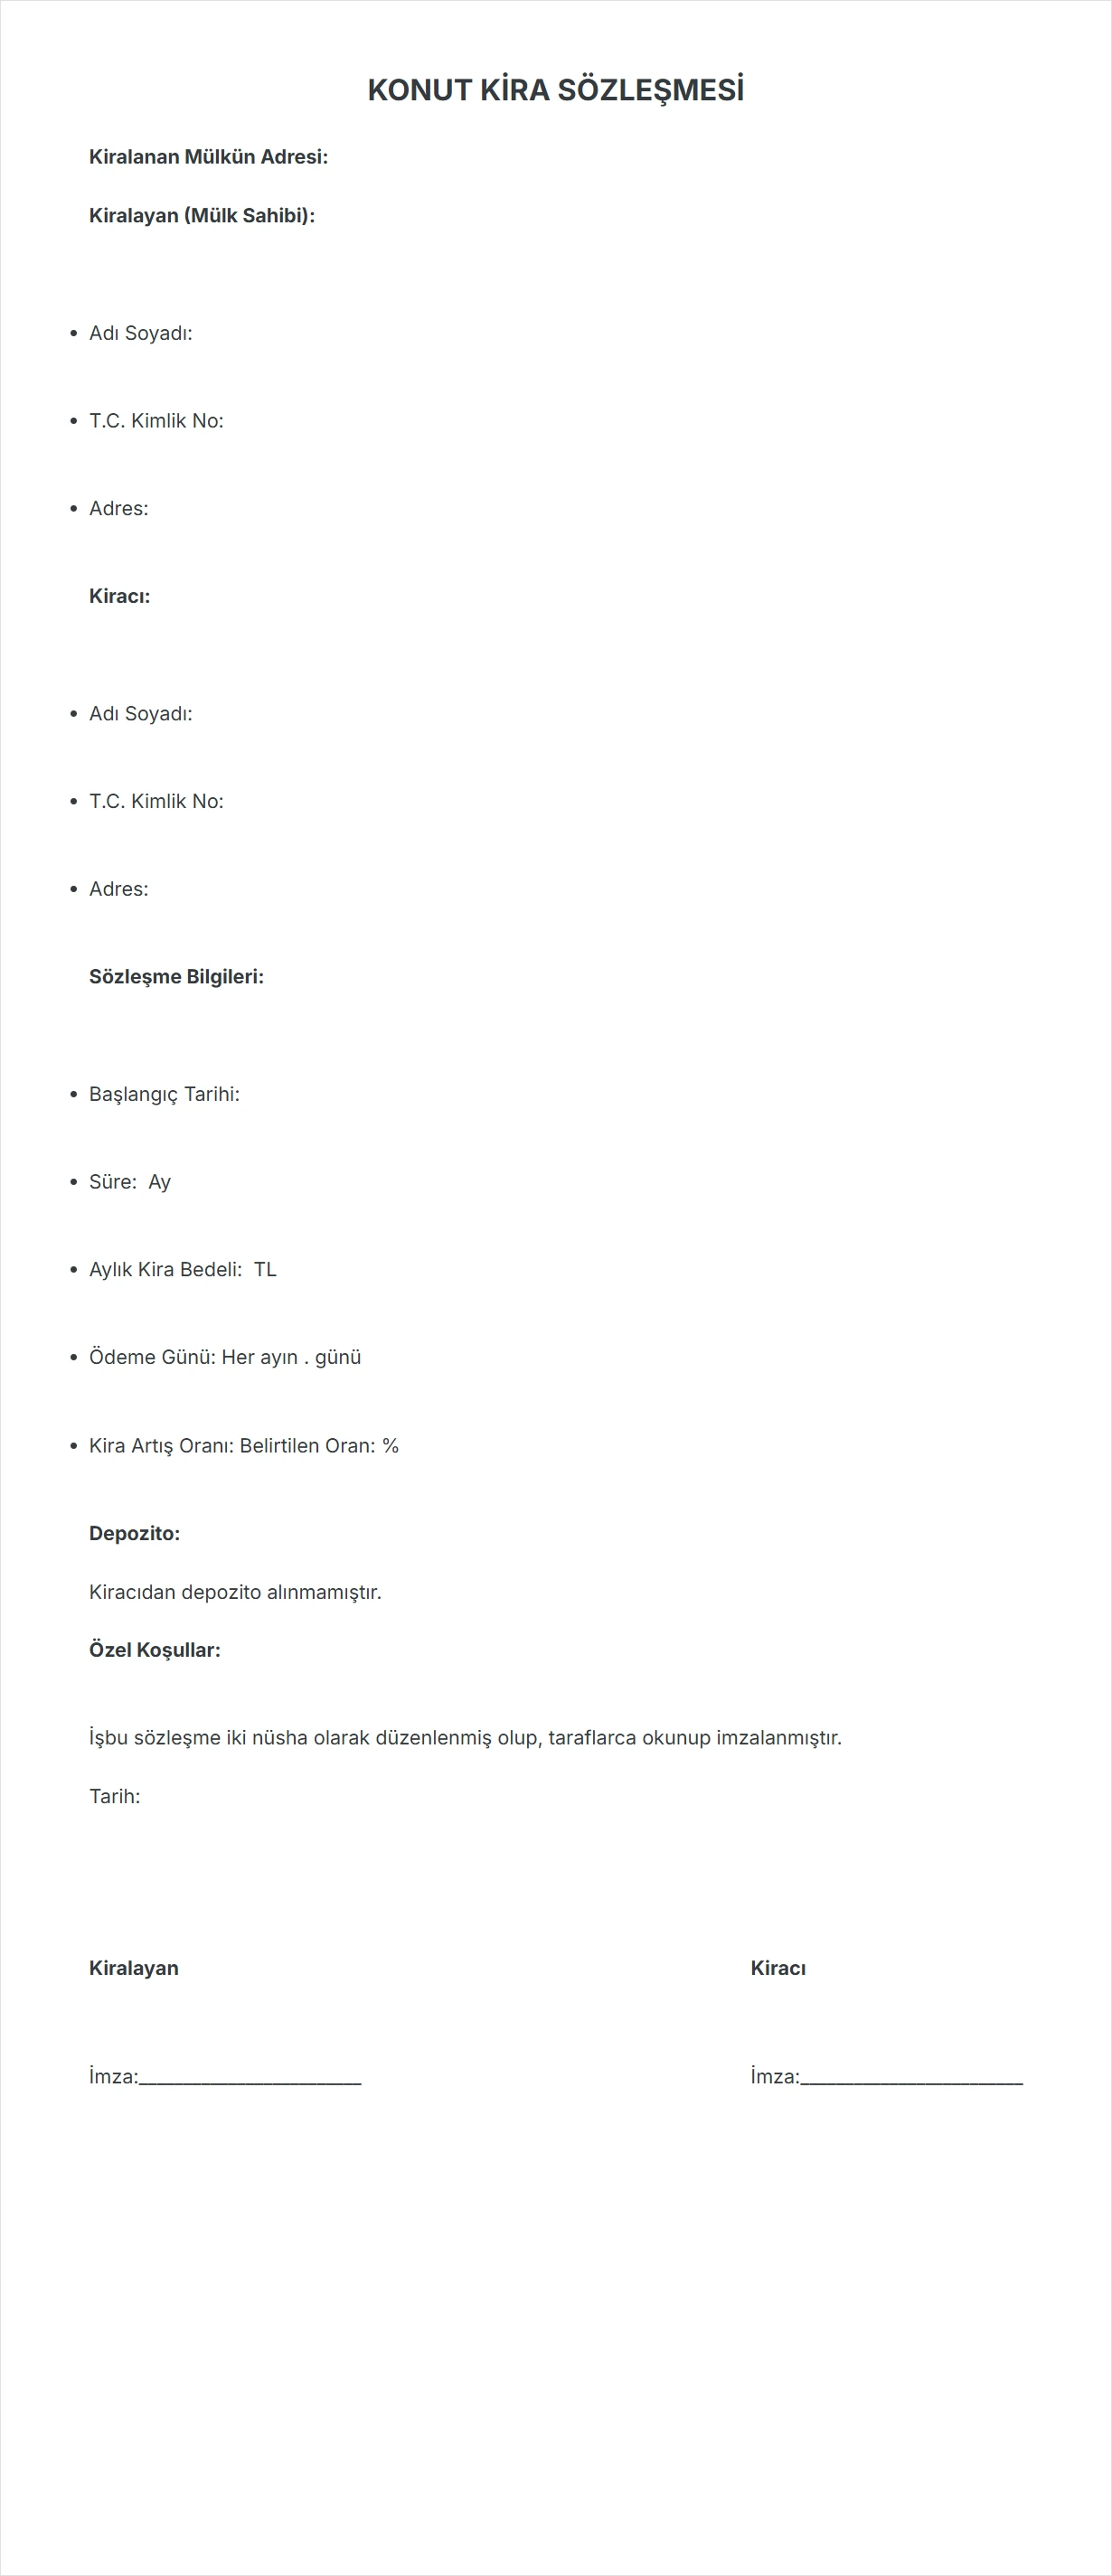 KONUT KİRA SÖZLEŞMESİ
Kiralanan Mülkün Adresi:
Kiralayan (Mülk Sahibi):
• Adı Soyadı:
• T.C. Kimlik No:
• Adres:
Kiracı:
• Adı Soyadı:
• T.C. Kimlik No:
• Adres:
Sözleşme Bilgileri:
• Başlangıç Tarihi:
• Süre:  Ay
• Aylık Kira Bedeli:  TL
• Ödeme Günü: Her ayın . günü
• Kira Artış Oranı: Belirtilen Oran: %
Depozito:
Kiracıdan depozito alınmamıştır.
Özel Koşullar:
İşbu sözleşme iki nüsha olarak düzenlenmiş olup, taraflarca okunup imzalanmıştır.
Tarih:
Kiralayan Kiracı
İmza:_________________________ İmza:_________________________